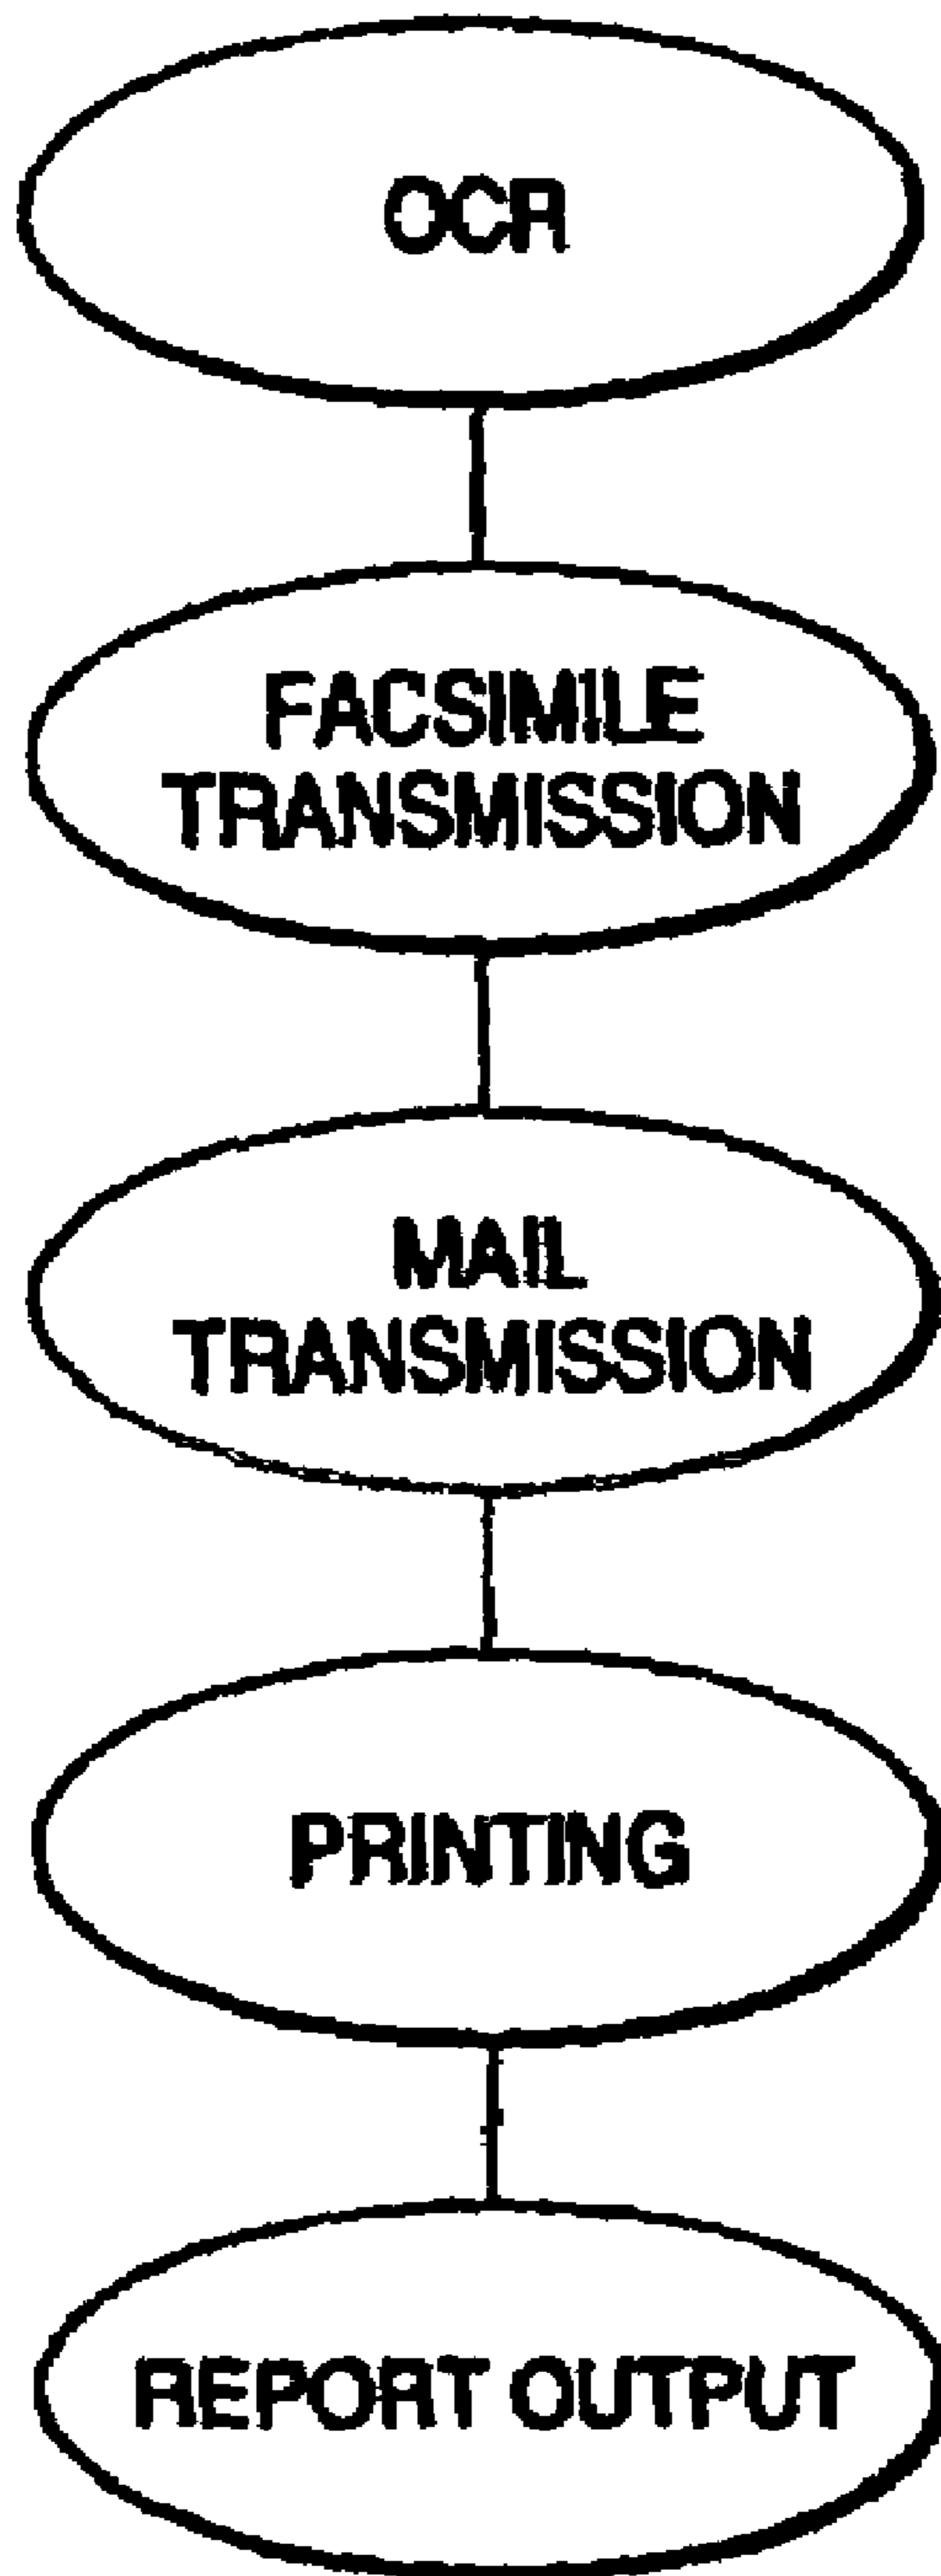 OCR
FACSIMILE
TRANSMISSION
MAIL
TRANSMISSION
PRINTING
REPORT OUTPUT